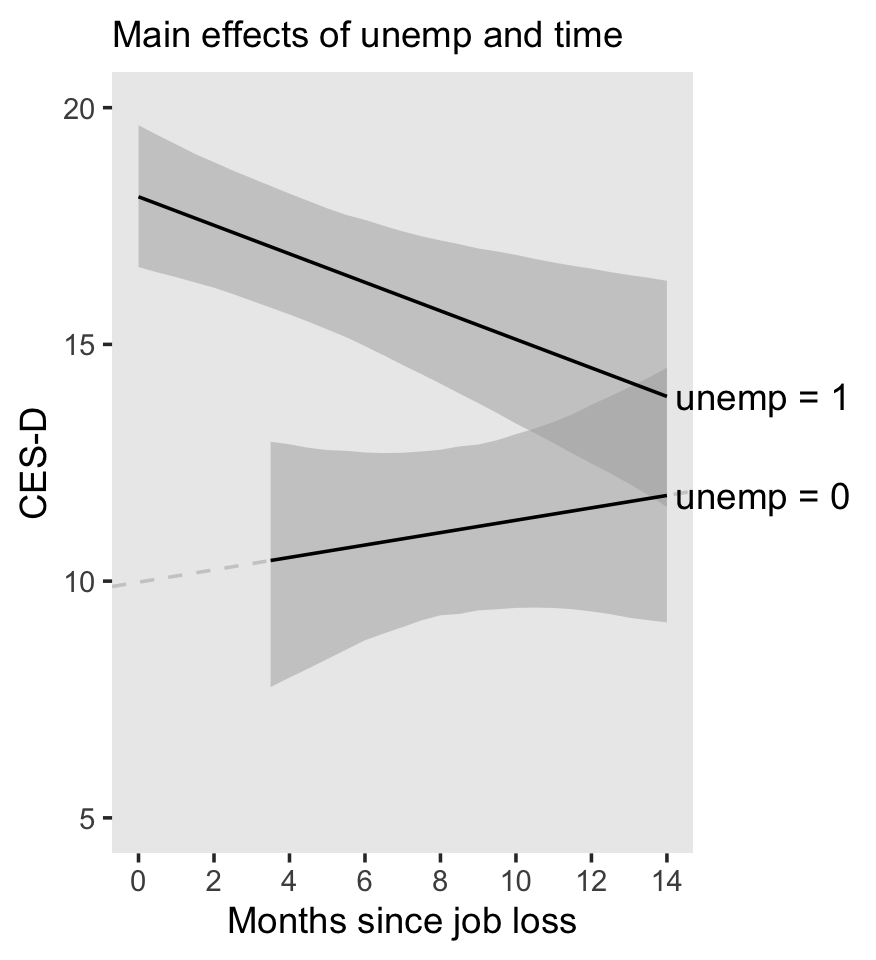 Main effects of unemp and time
20
15
10
5
CES-D
unemp = 1
unemp = 0
0 2 4 6 8 10 12 14
Months since job loss